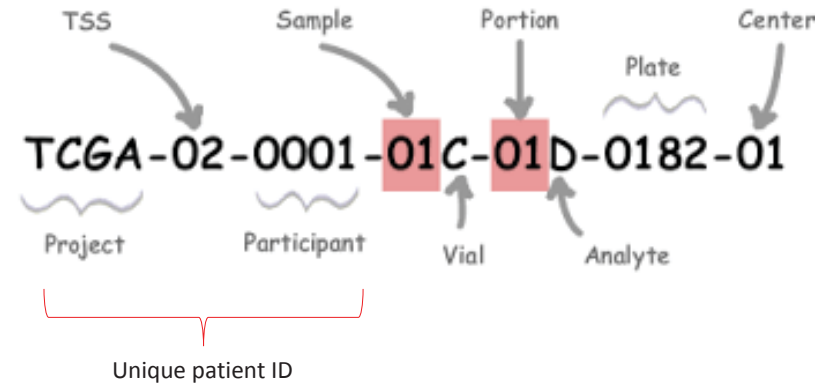 TSS Sample Portion Center
Plate
TCGA-02-0001-01C-01D-0182-01
Project Participant Vial Analyte
Unique patient ID